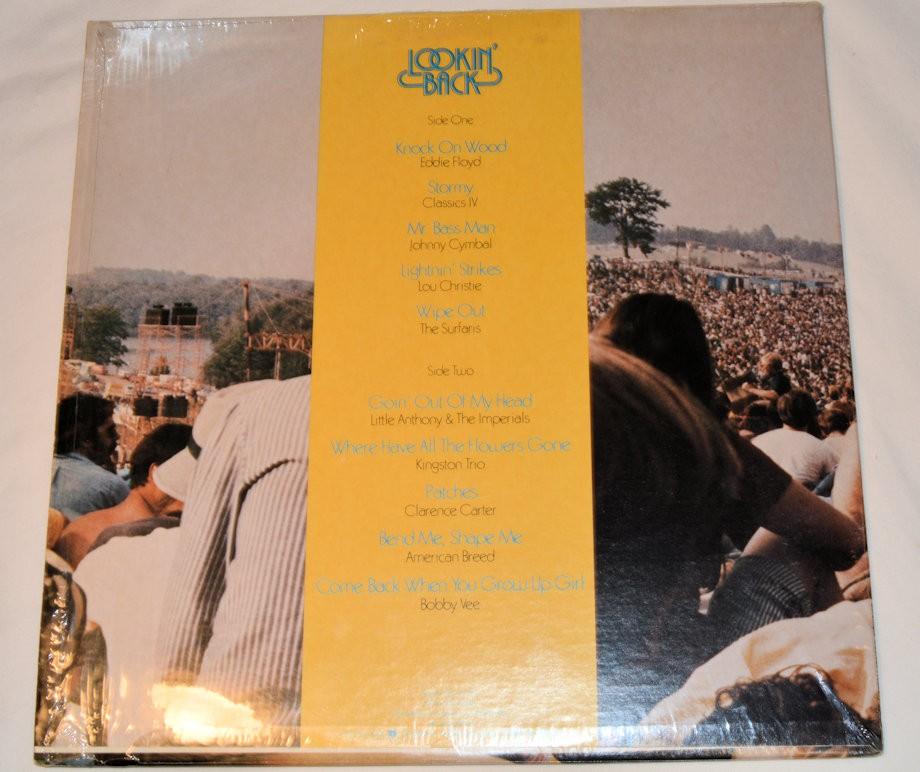 LOOKIN'
BACK
Side One
Knock On Wood
Eddie Floyd
Stormy
Classics IV
Mr. Bass Man
Johnny Cymbal
Lightnin' Strikes
Lou Christie
Wipe Out
The Surfaris
Side Two
Goin' Out Of My Head
Little Anthony & The Imperials
Where Have All The Flowers Gone
Kingston Trio
Patches
Clarence Carter
Bend Me, Shape Me
American Breed
Come Back When You Grow Up Girl
Bobby Vee